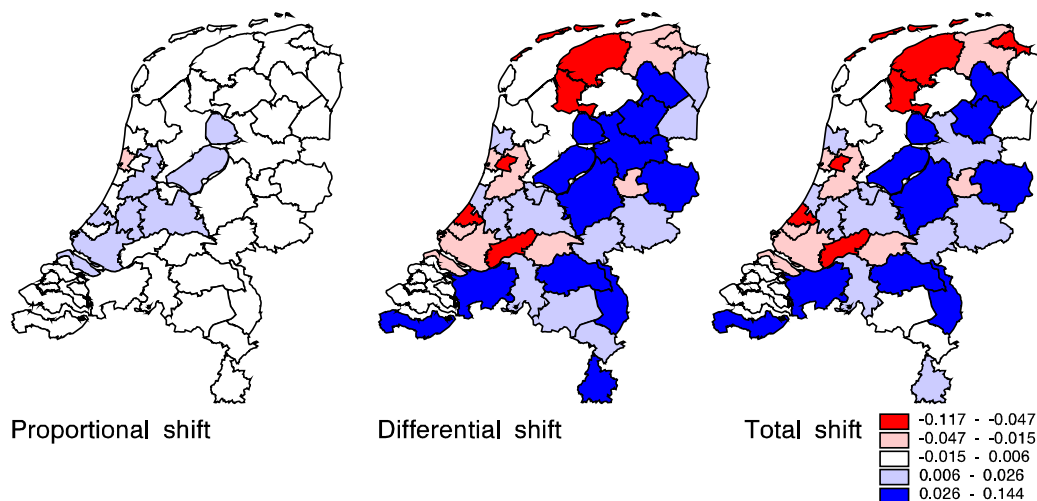 Proportional shift
Differential shift
Total shift
-0.117 - -0.047
-0.047 - -0.015
-0.015 - 0.006
0.006 - 0.026
0.026 - 0.144